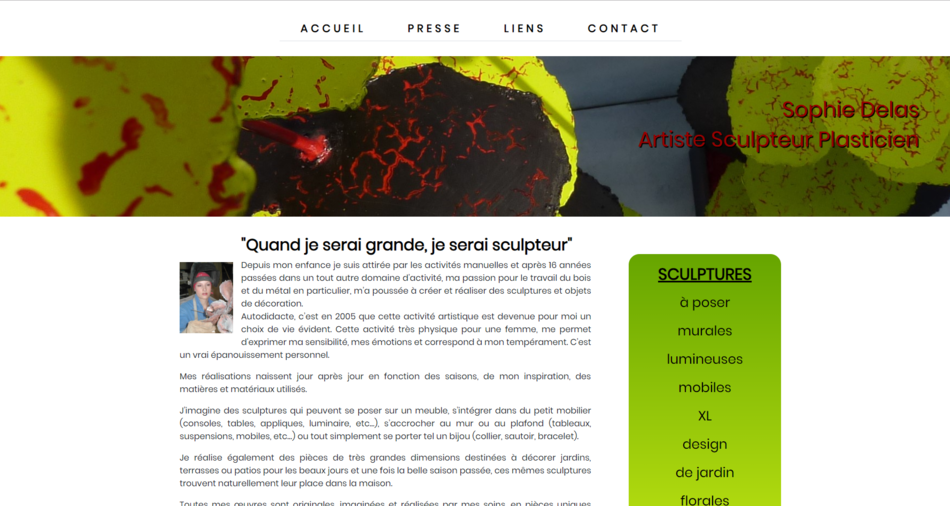 ACCUEIL PRESSE LIENS CONTACT
Sophie Delas
Artiste Sculpteur Plasticien
"Quand je serai grande, je serai sculpteur"
Depuis mon enfance je suis attirée par les activités manuelles et après 16 années
passées dans un tout autre domaine d'activité, ma passion pour le travail du bois
et du métal en particulier, m'a poussée à créer et réaliser des sculptures et objets
de décoration.
Autodidacte, c'est en 2005 que cette activité artistique est devenue pour moi un
choix de vie évident. Cette activité très physique pour une femme, me permet
d'exprimer ma sensibilité, mes émotions et correspond à mon tempérament. C'est
un vrai épanouissement personnel.
Mes réalisations naissent jour après jour en fonction des saisons, de mon inspiration, des
matières et matériaux utilisés.
J'imagine des sculptures qui peuvent se poser sur un meuble, s'intégrer dans du petit mobilier
(consoles, tables, appliques, luminaire, etc...), s'accrocher au mur ou au plafond (tableaux,
suspensions, mobiles, etc...) ou tout simplement se porter tel un bijou (collier, sautoir, bracelet).
Je réalise également des pièces de très grandes dimensions destinées à décorer jardins,
terrasses ou patios pour les beaux jours et une fois la belle saison passée, ces mêmes sculptures
trouvent naturellement leur place dans la maison.
Toutes mes œuvres sont originales, imaginées et réalisées par mes soins, en pièces uniques
SCULPTURES
à poser
murales
lumineuses
mobiles
XL
design
de jardin
florales